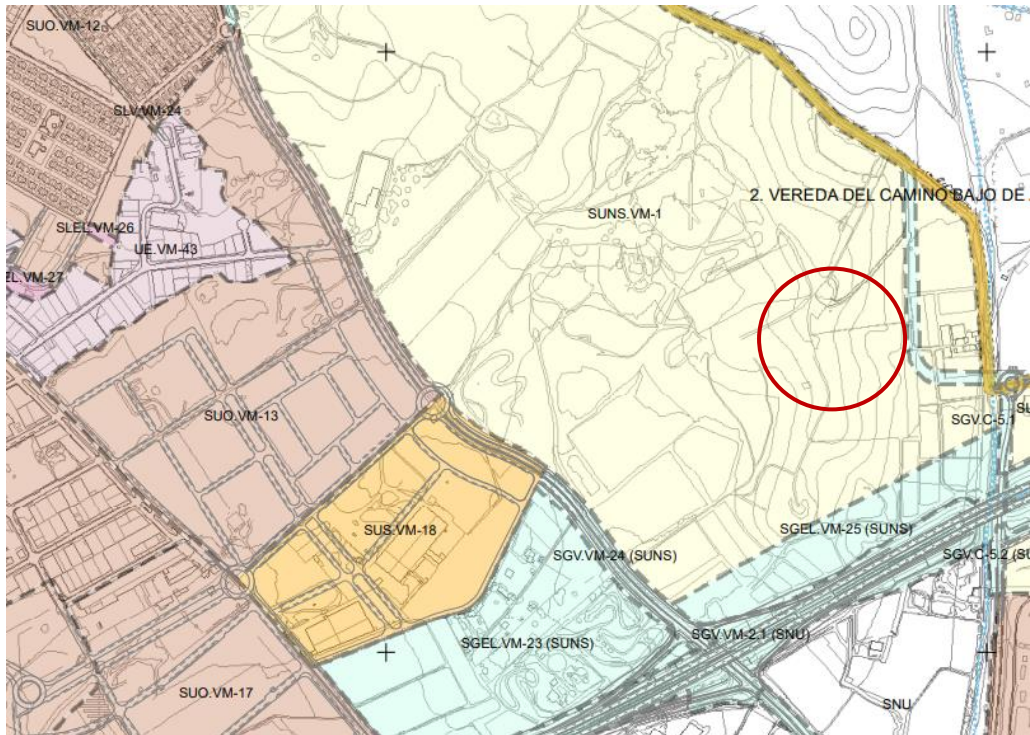 SUO.VM-12
SLV.VM-24
2. VEREDA DEL CAMINO BAJO DE
SUNS.VM-1
SLEL.VM-26
UE.VM-43
EL.VM-27
SUO.VM-13
SGV.C-5.1
SUS.VM-18
SGEL.VM-25 (SUNS)
SGV.VM-24 (SUNS)
SGV.C-5.2 (SU
SGV.VM-2.1 (SNU)
SGEL.VM-23 (SUNS)
SUO.VM-17
SNU